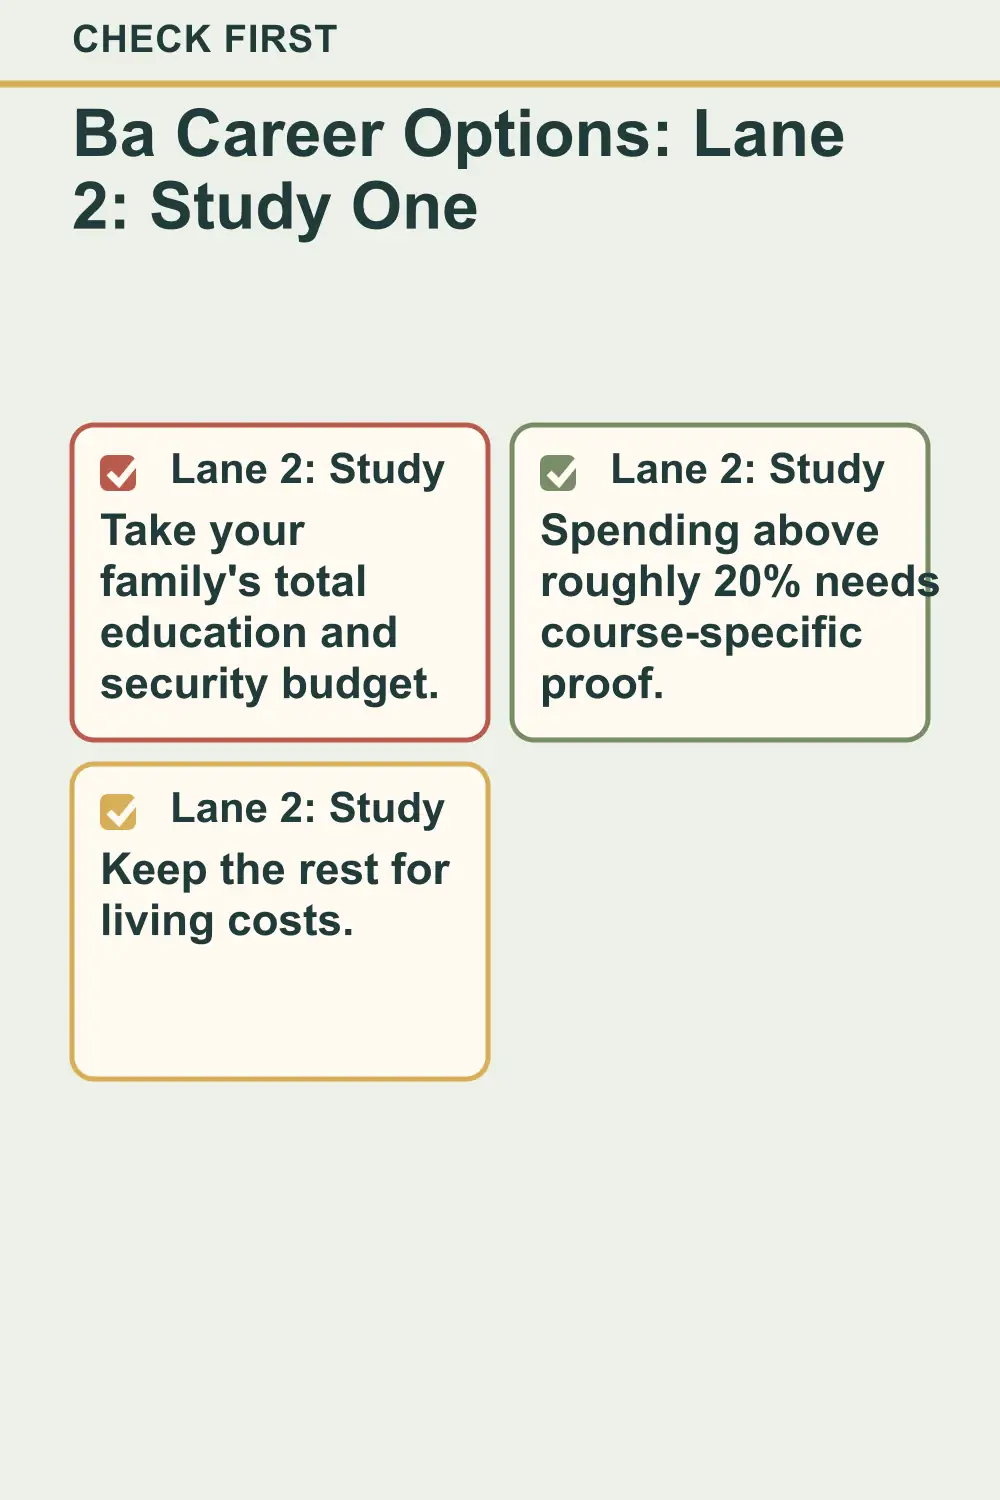 CHECK FIRST
Ba Career Options: Lane
2: Study One
Lane 2: Study
Take your
family's total
education and
security budget.
Lane 2: Study
Spending above
roughly 20% needs
course-specific
proof.
Lane 2: Study
Keep the rest for
living costs.